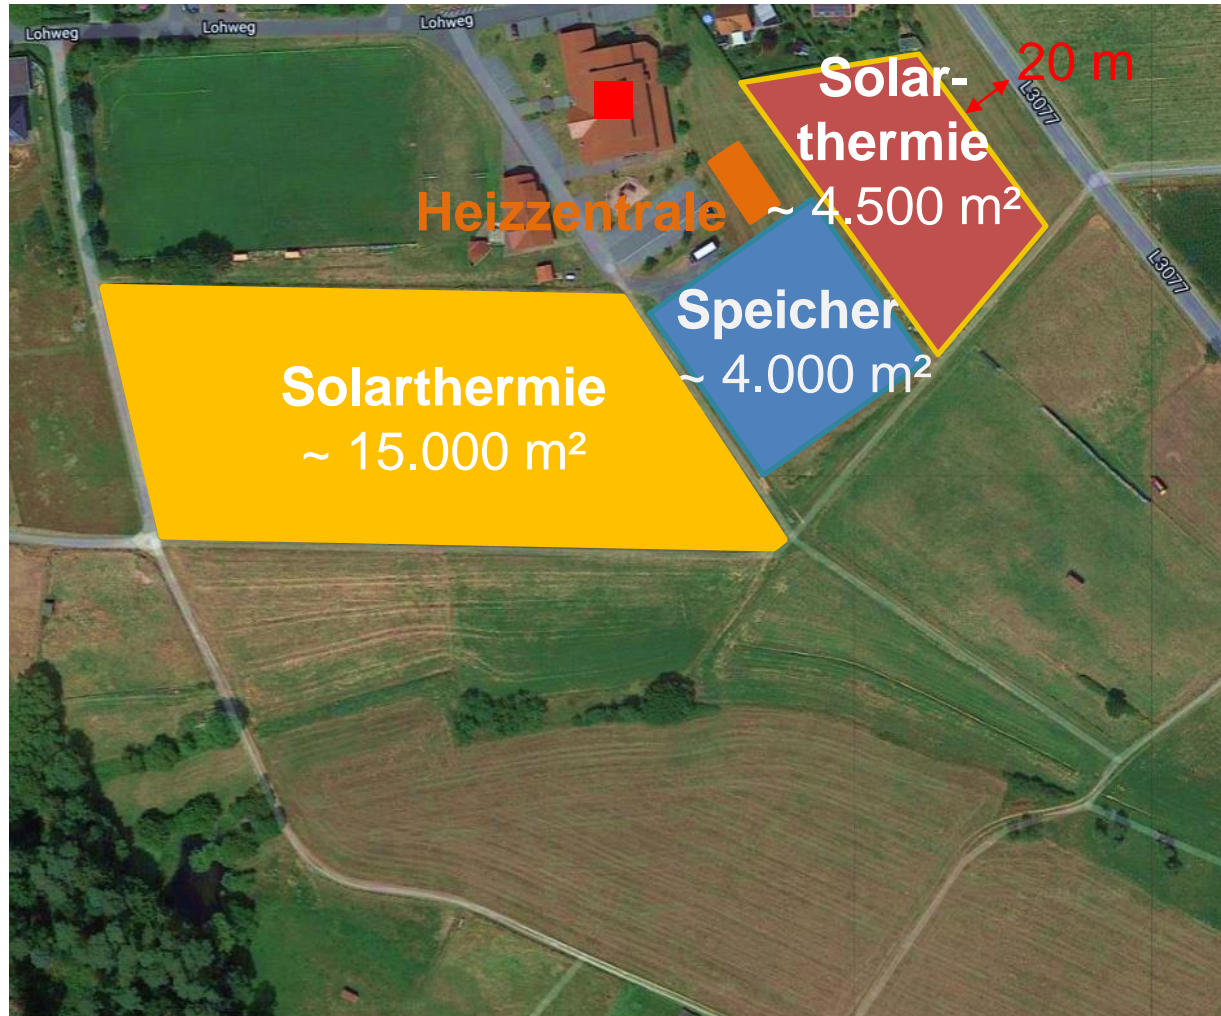 Lohweg
Lohweg
Lohweg
20 m
L3077
Solar-
thermie
~ 4.500 m²
Heizzentrale
L3077
Speicher
~ 4.000 m²
Solarthermie
~ 15.000 m²